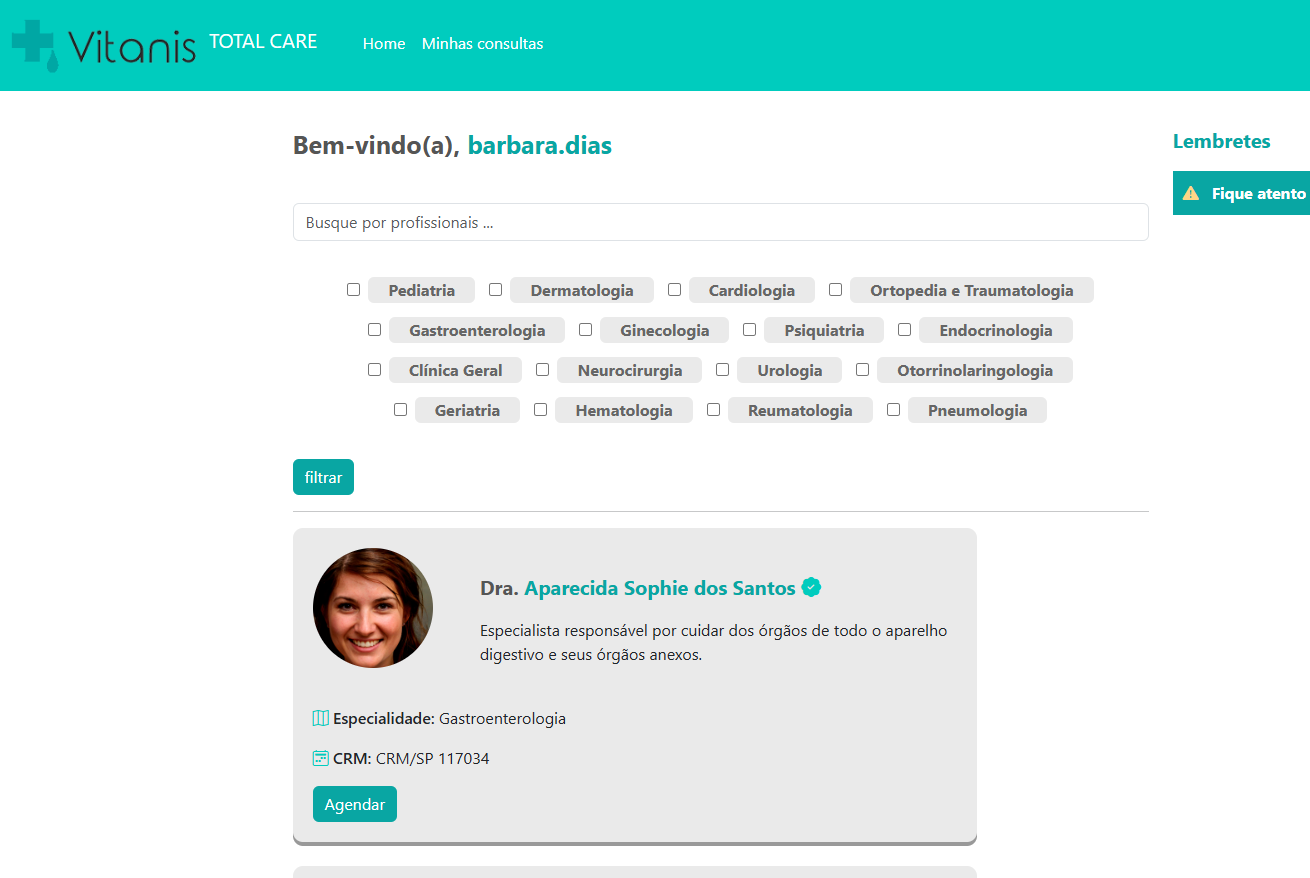 Vitanis TOTAL CARE Home Minhas consultas
Bem-vindo(a), barbara.dias
Lembretes
Fique atento
Busque por profissionais ...
Pediatria Dermatologia Cardiologia Ortopedia e Traumatologia
Gastroenterologia Ginecologia Psiquiatria Endocrinologia
Clínica Geral Neurocirurgia Urologia Otorrinolaringologia
Geriatria Hematologia Reumatologia Pneumologia
filtrar
Dra. Aparecida Sophie dos Santos
Especialista responsável por cuidar dos órgãos de todo o aparelho
digestivo e seus órgãos anexos.
Especialidade: Gastroenterologia
CRM: CRM/SP 117034
Agendar